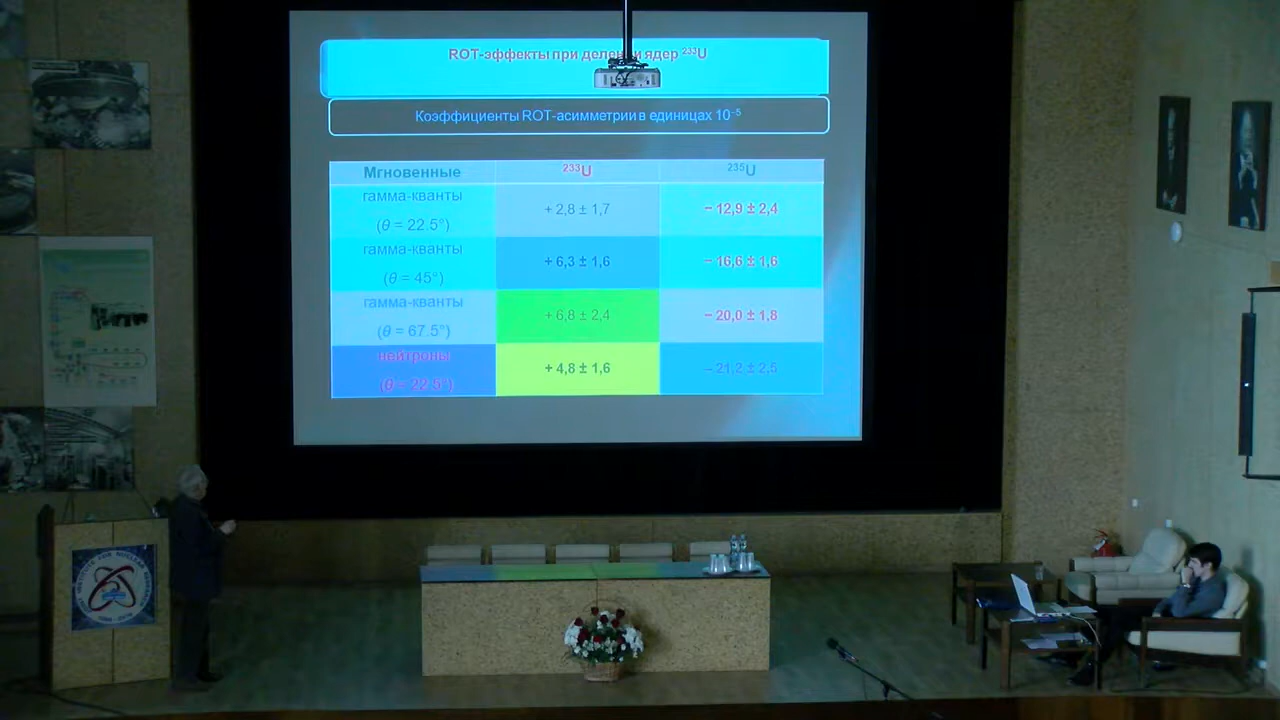 ROT-эффекты при делении ядер ²³³U
Коэффициенты ROT-асимметрии в единицах 10⁻⁵
Мгновенные ²³³U ²³⁵U
гамма-кванты
(θ = 22.5°) + 2,8 ± 1,7 − 12,9 ± 2,4
гамма-кванты
(θ = 45°) + 6,3 ± 1,6 − 16,6 ± 1,6
гамма-кванты
(θ = 67.5°) + 6,8 ± 2,4 − 20,0 ± 1,8
нейтроны
(θ = 22.5°) + 4,8 ± 1,6 − 21,2 ± 2,5